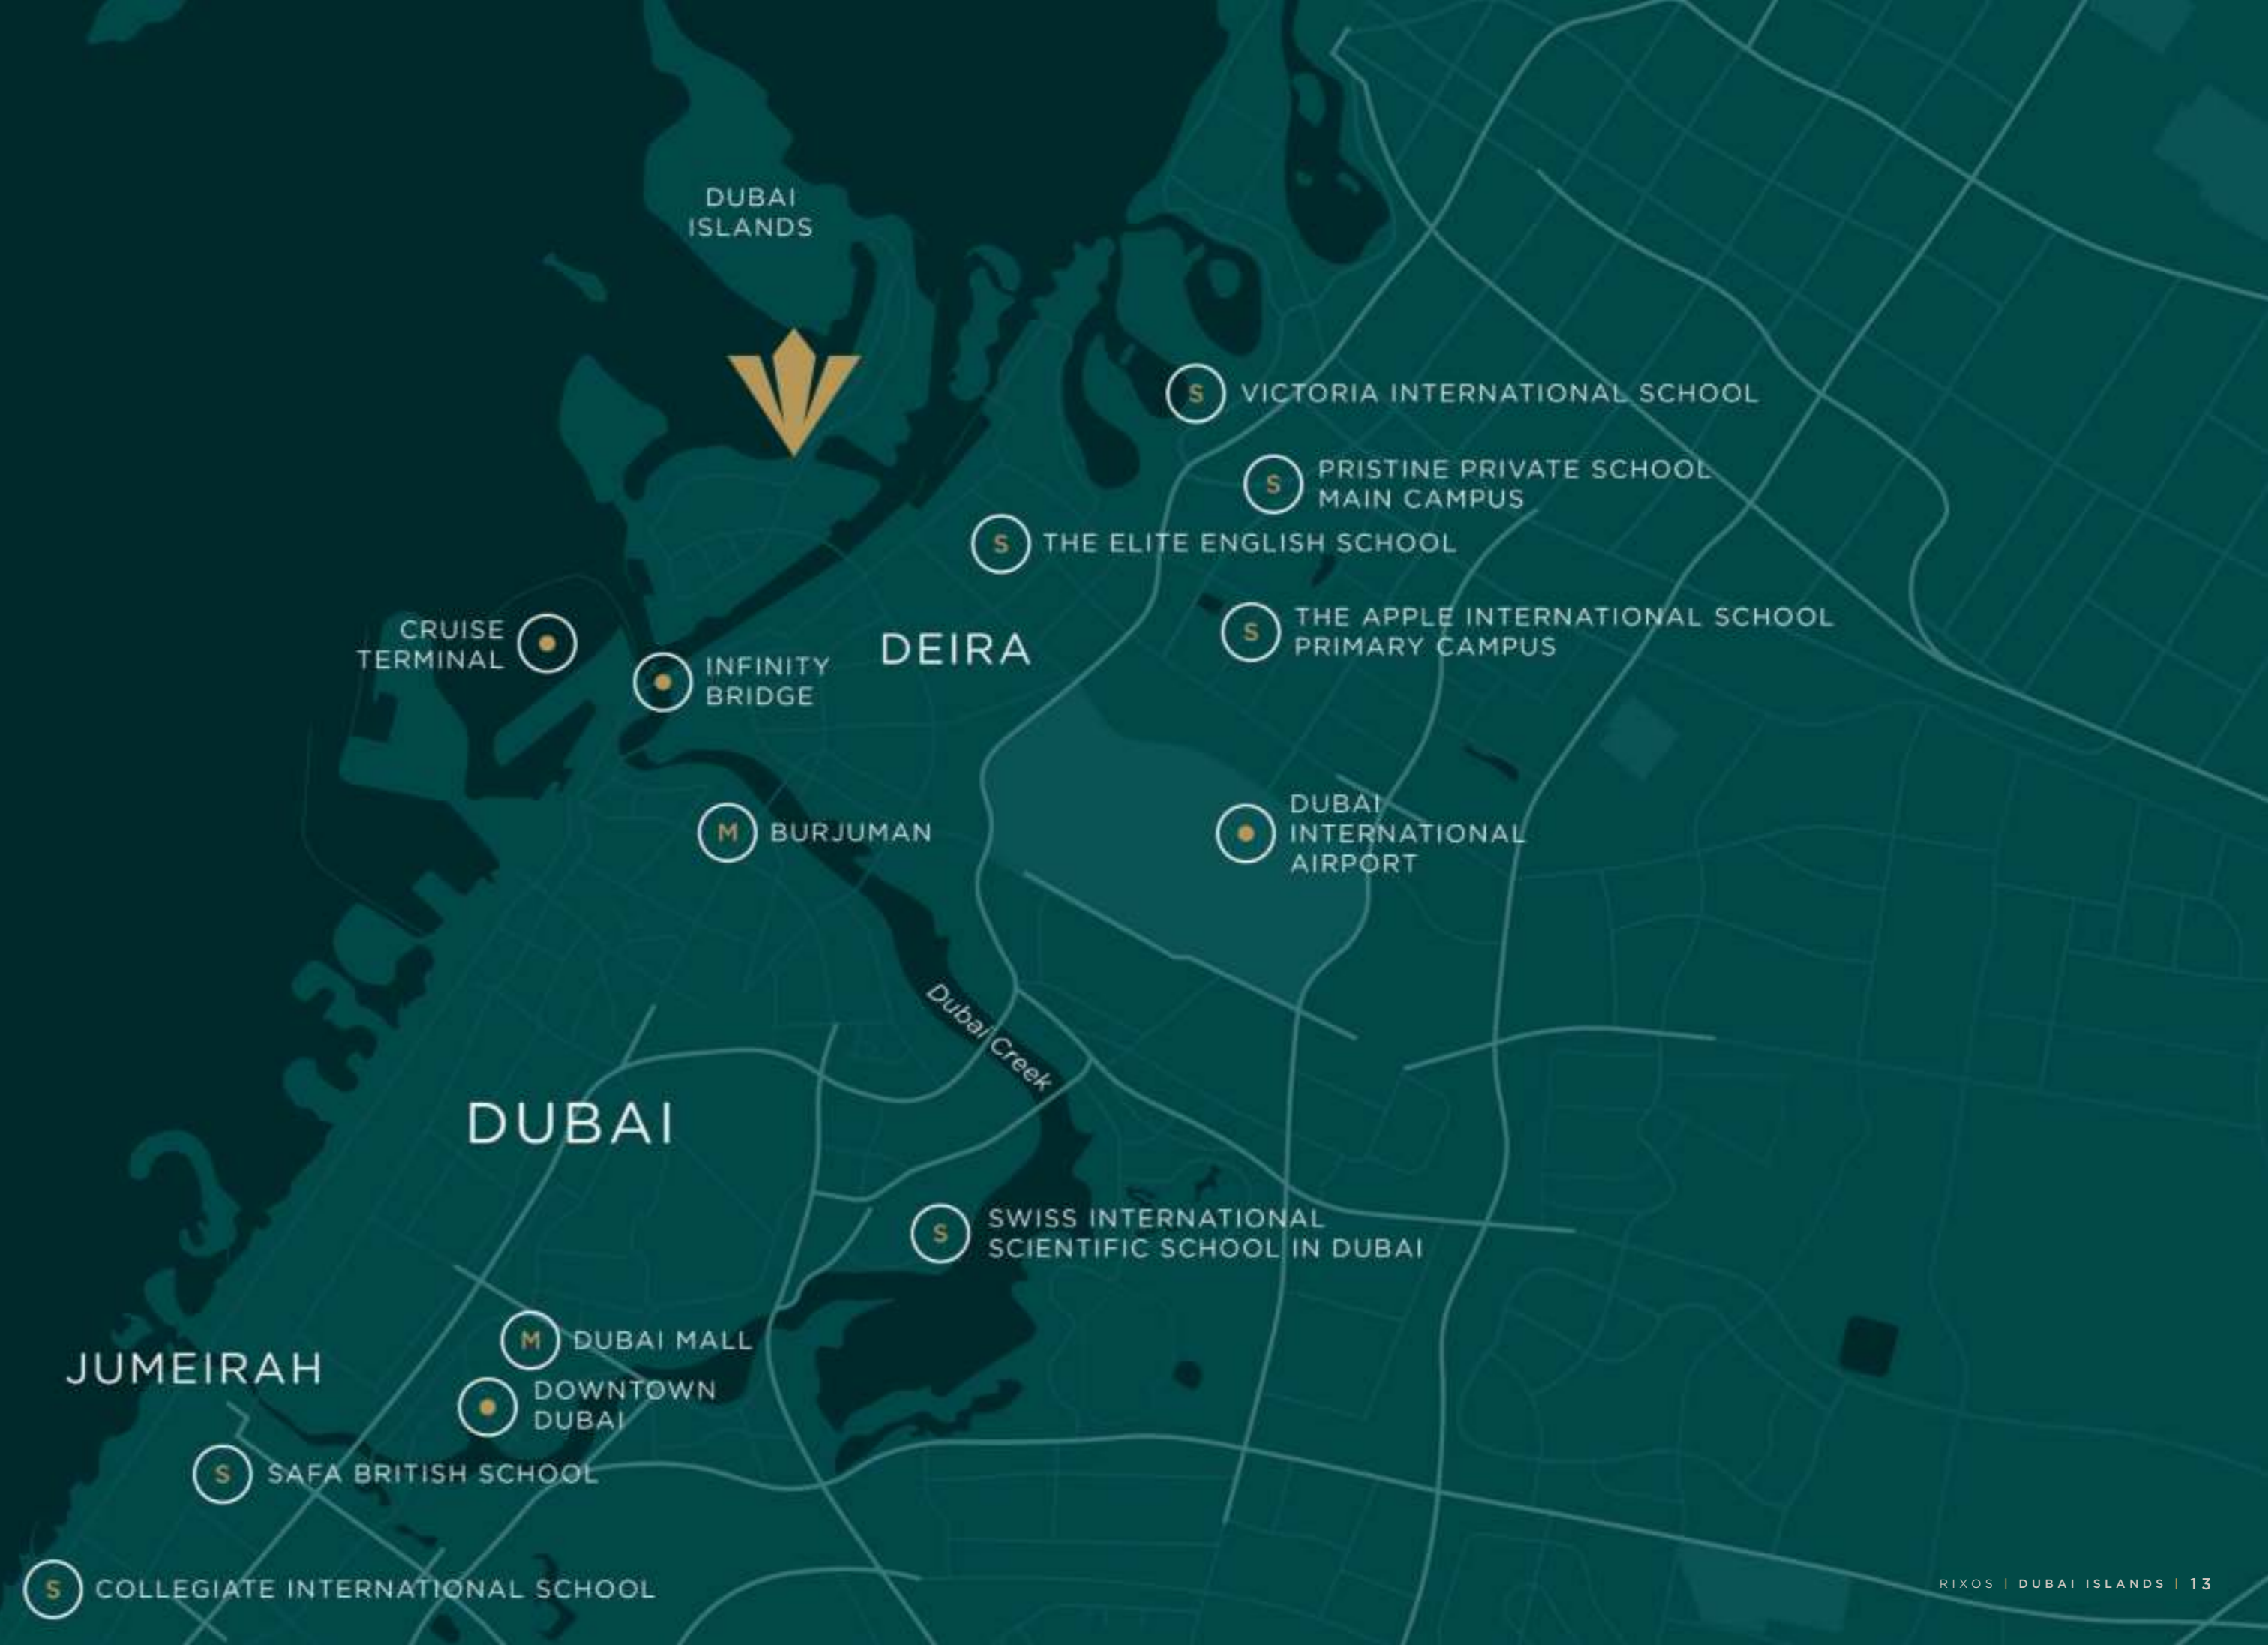 DUBAI
ISLANDS
S VICTORIA INTERNATIONAL SCHOOL
S PRISTINE PRIVATE SCHOOL
MAIN CAMPUS
S THE ELITE ENGLISH SCHOOL
CRUISE
TERMINAL
INFINITY
BRIDGE
DEIRA
S THE APPLE INTERNATIONAL SCHOOL
PRIMARY CAMPUS
M BURJUMAN
DUBAI
INTERNATIONAL
AIRPORT
Dubai Creek
DUBAI
S SWISS INTERNATIONAL
SCIENTIFIC SCHOOL IN DUBAI
M DUBAI MALL
JUMEIRAH
DOWNTOWN
DUBAI
S SAFA BRITISH SCHOOL
S COLLEGIATE INTERNATIONAL SCHOOL
RIXOS | DUBAI ISLANDS | 13